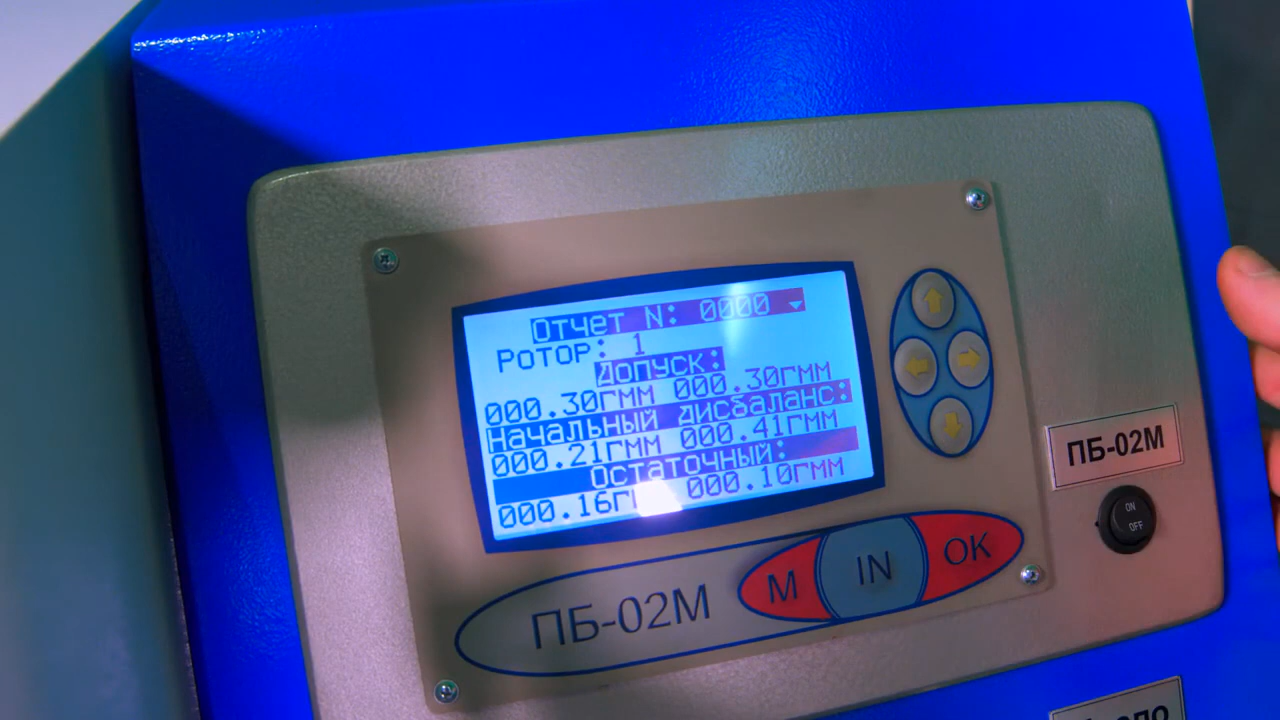 Отчет N: 0000
Ротор: 1
Допуск:
000.30гмм 000.30гмм
Начальный дисбаланс:
000.21гмм 000.41гмм
Остаточный:
000.16г 000.10гмм
ПБ-02М
M IN OK
ПБ-02М
ON
OFF